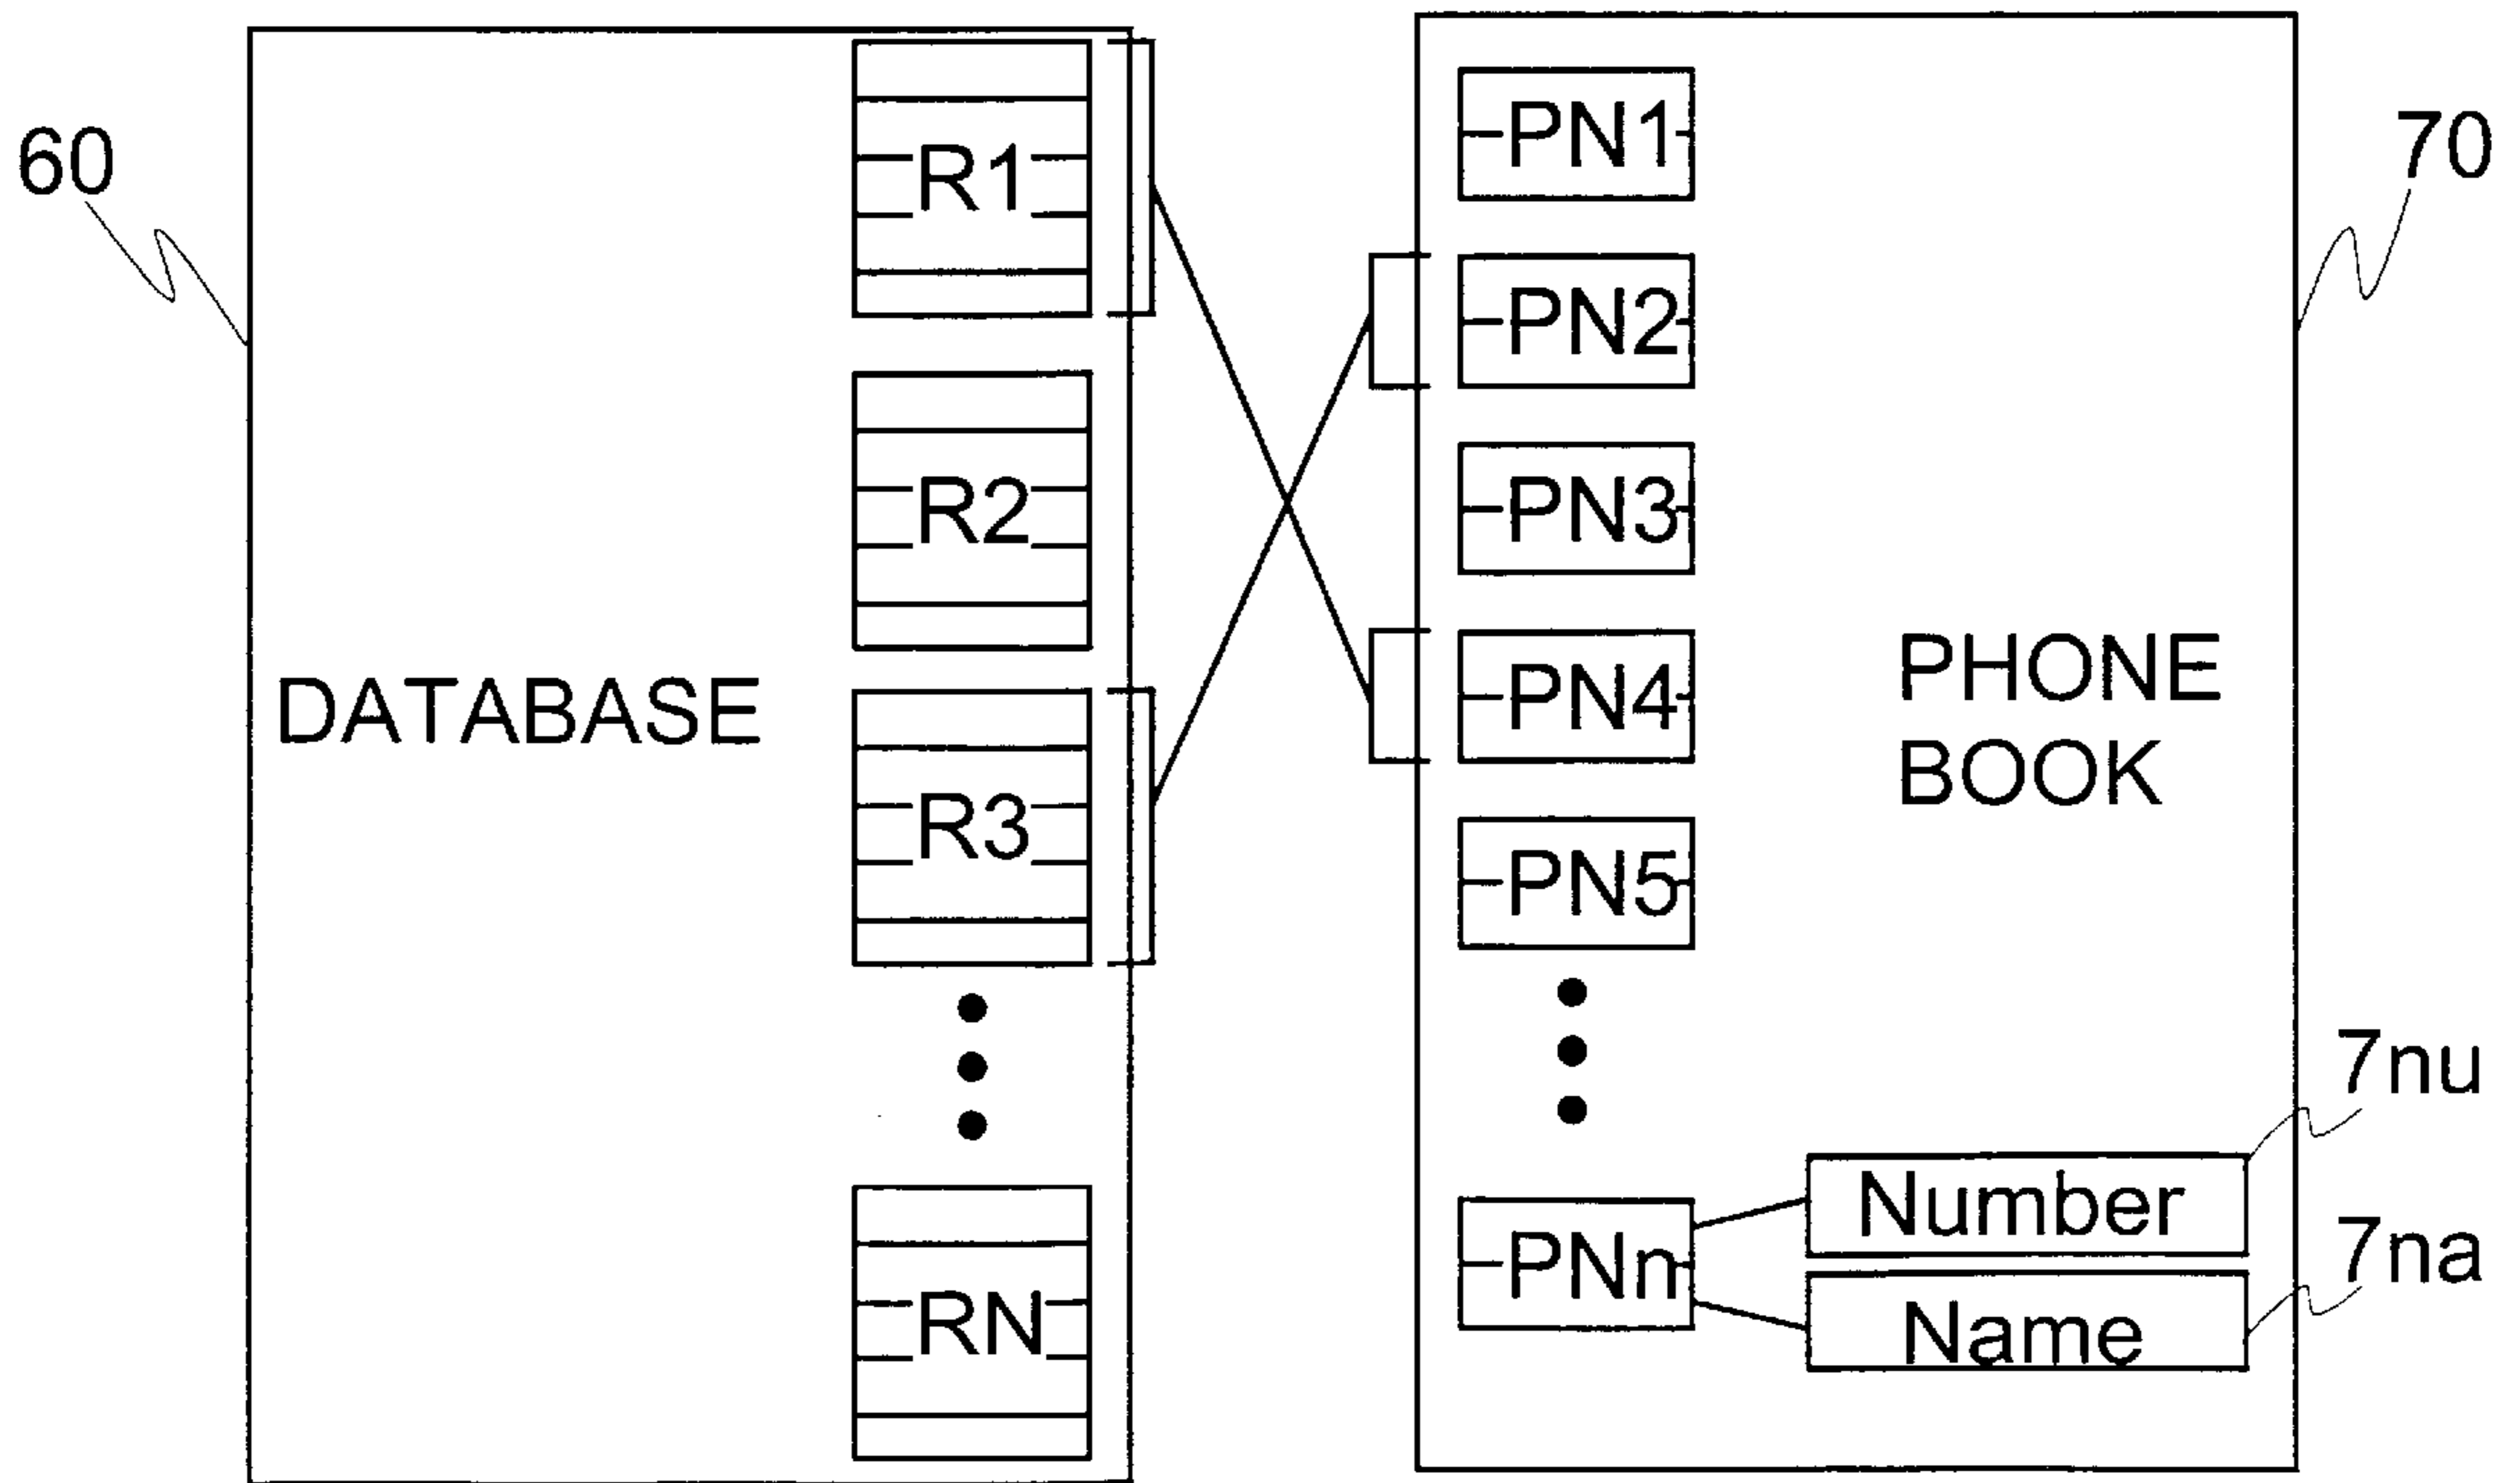 60
DATABASE
R1
R2
R3
RN
70
PN1
PN2
PN3
PN4
PN5
PNn
PHONE
BOOK
7nu
Number
7na
Name